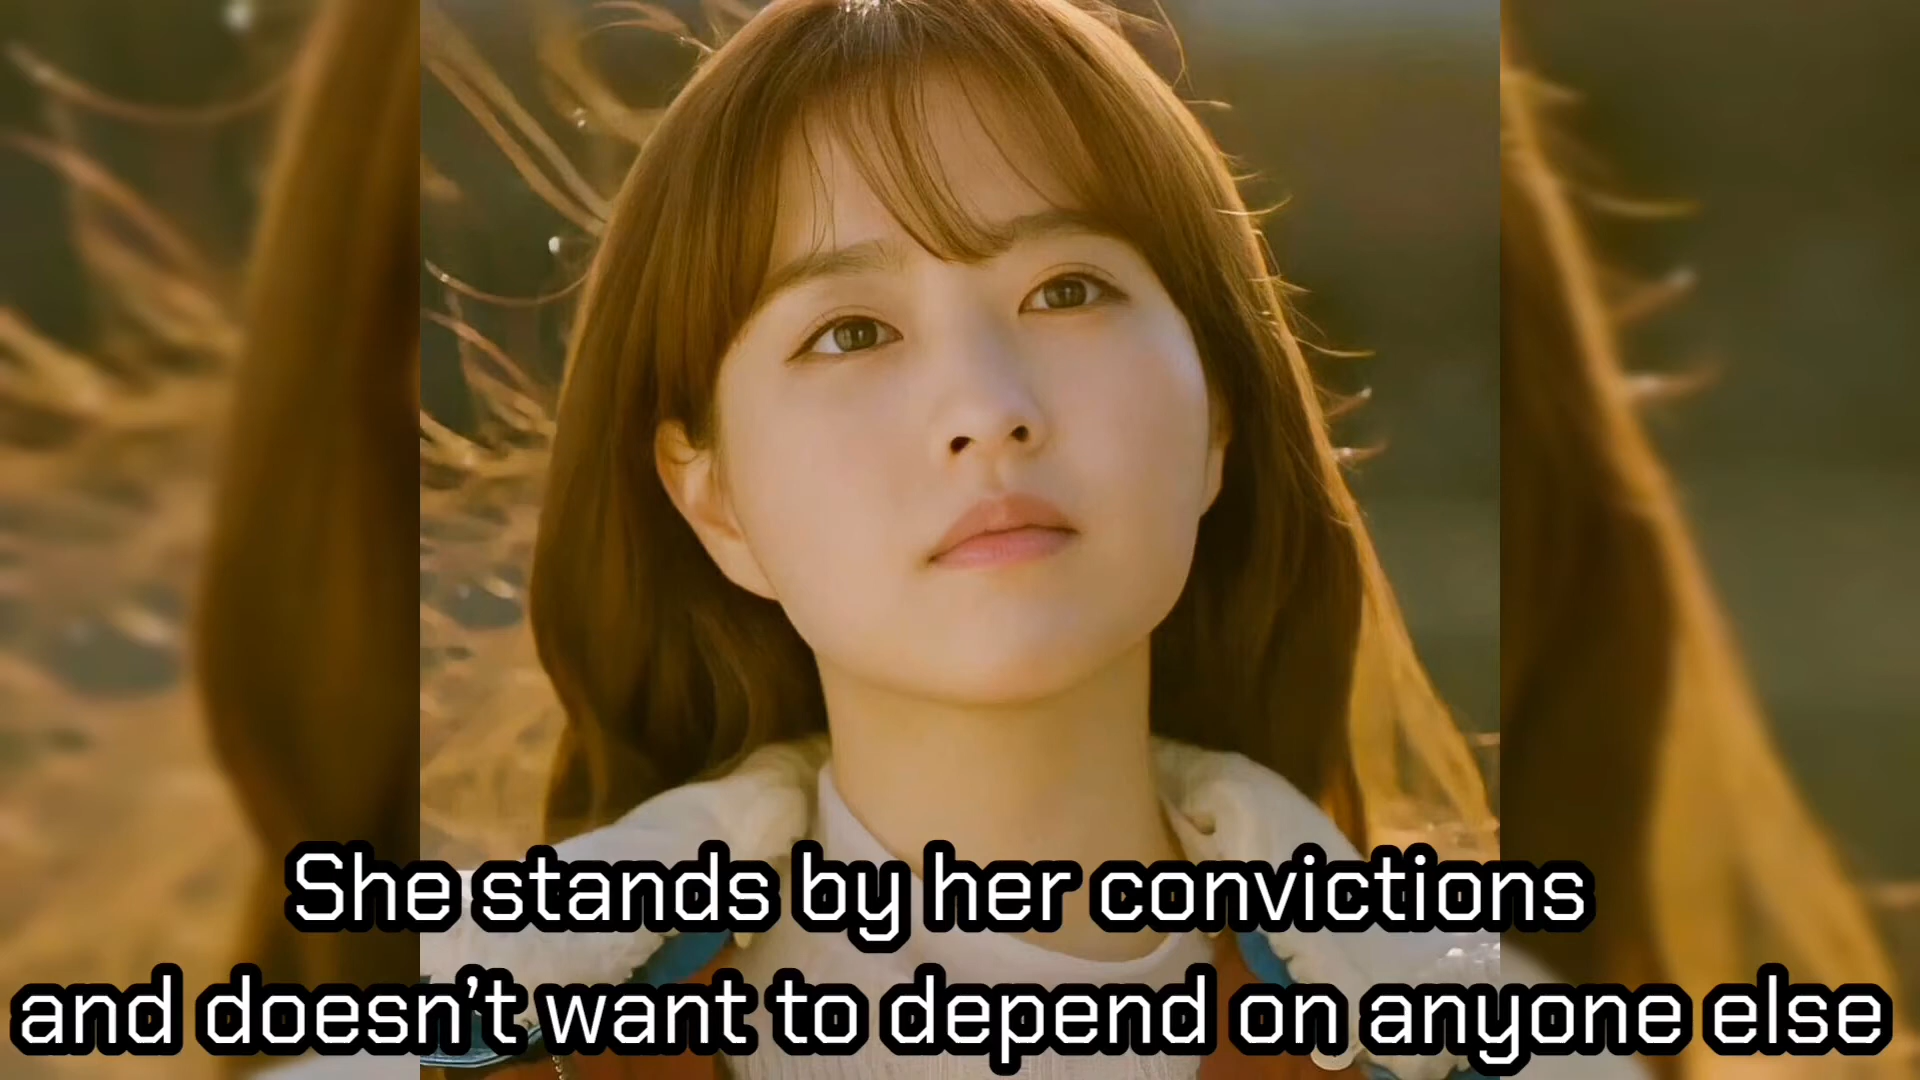 She stands by her convictions
and doesn't want to depend on anyone else